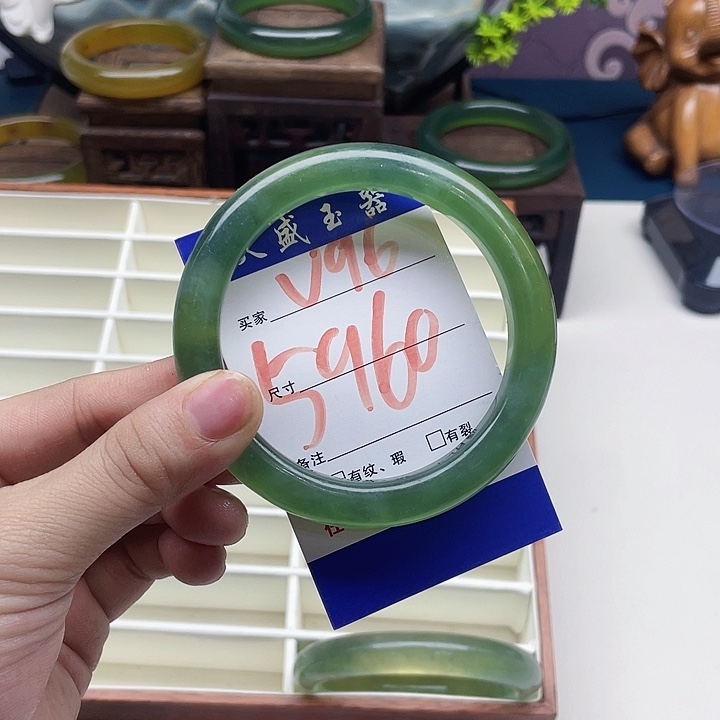 盛玉器
买家 V96
尺寸 5960
备注
□有纹、瑕 □有裂